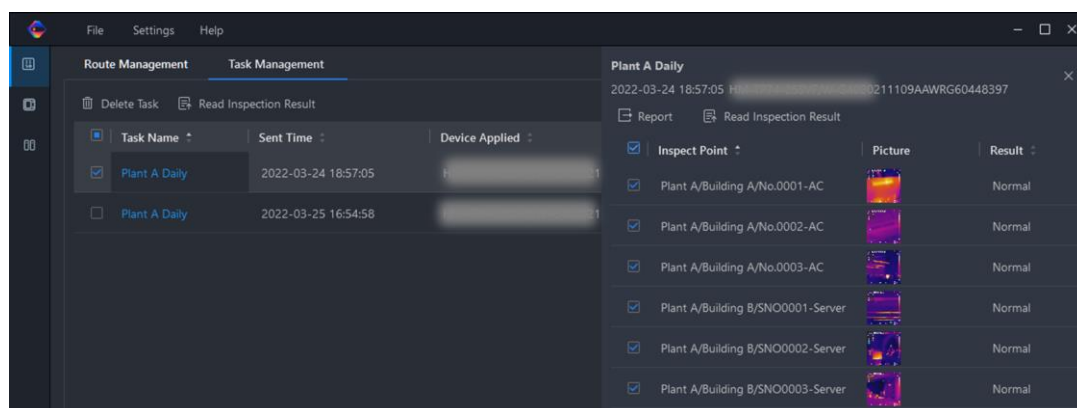 File Settings Help
Route Management Task Management
Delete Task Read Inspection Result
Task Name Sent Time Device Applied
Plant A Daily 2022-03-24 18:57:05
Plant A Daily 2022-03-25 16:54:58
Plant A Daily
2022-03-24 18:57:05 211109AAWRG60448397
Report Read Inspection Result
Inspect Point Picture Result
Plant A/Building A/No.0001-AC Normal
Plant A/Building A/No.0002-AC Normal
Plant A/Building A/No.0003-AC Normal
Plant A/Building B/SNO0001-Server Normal
Plant A/Building B/SNO0002-Server Normal
Plant A/Building B/SNO0003-Server Normal